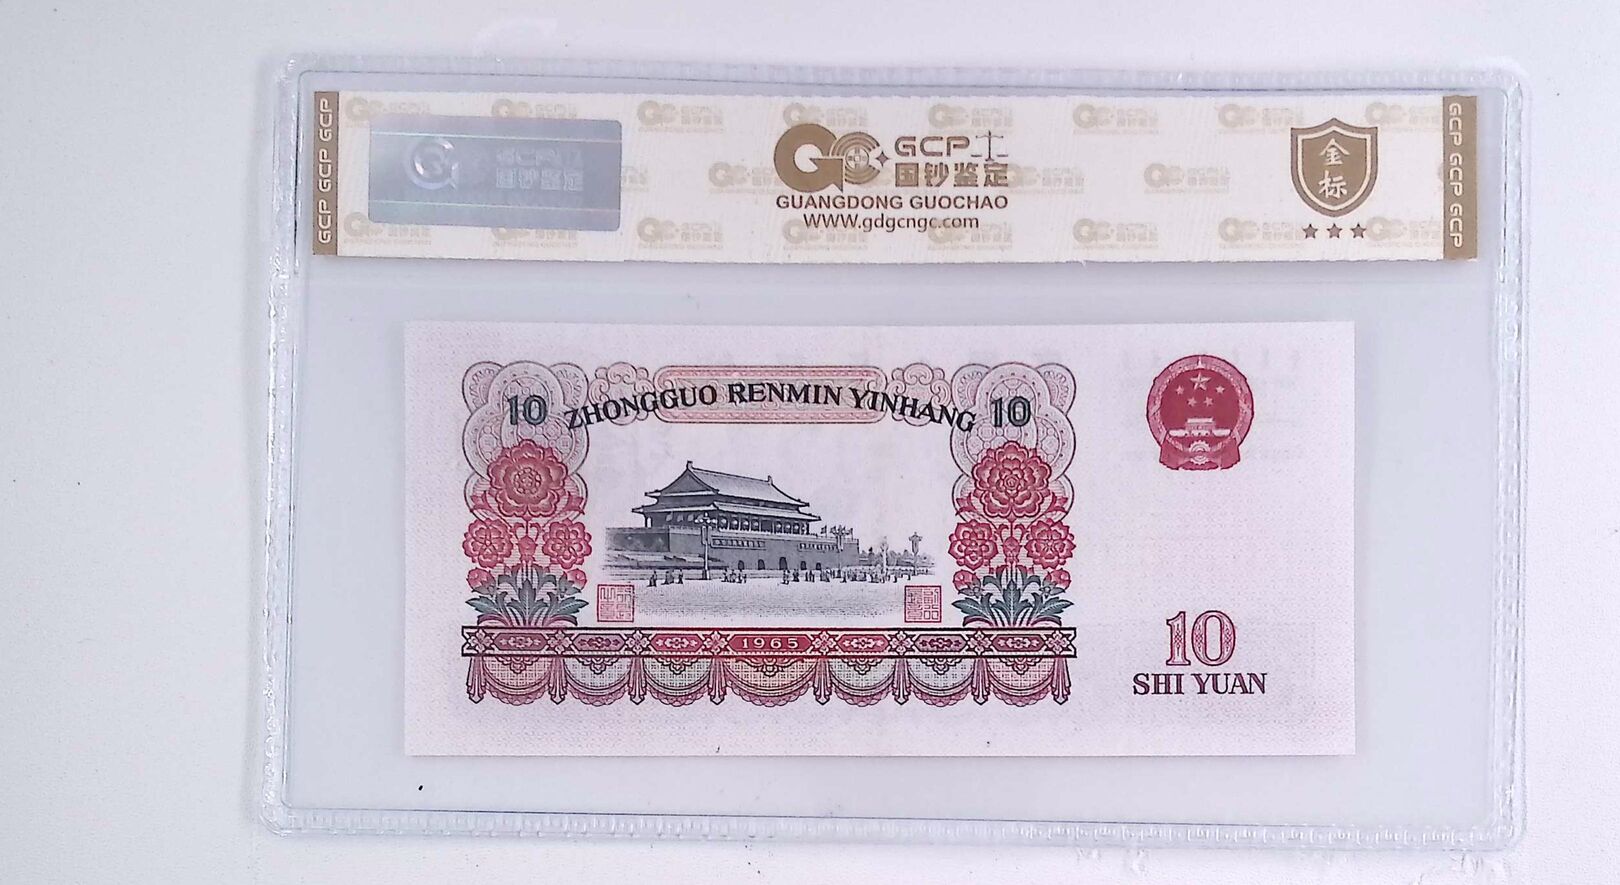 GCP GCP GCP
GCP
国钞鉴定
GCP
国钞鉴定
GUANGDONG GUOCHAO
WWW.gdgcngc.com
金标
GCP GCP GCP
10 ZHONGGUO RENMIN YINHANG 10
1965
10
SHI YUAN